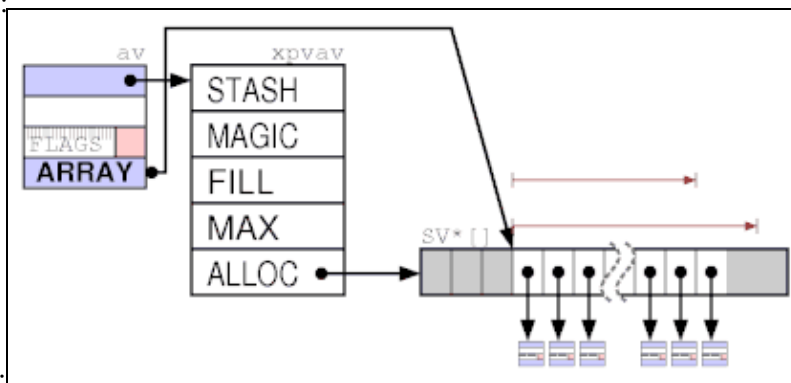 av
xpvav
STASH
MAGIC
FLAGS
ARRAY
FILL
MAX
SV*[]
ALLOC